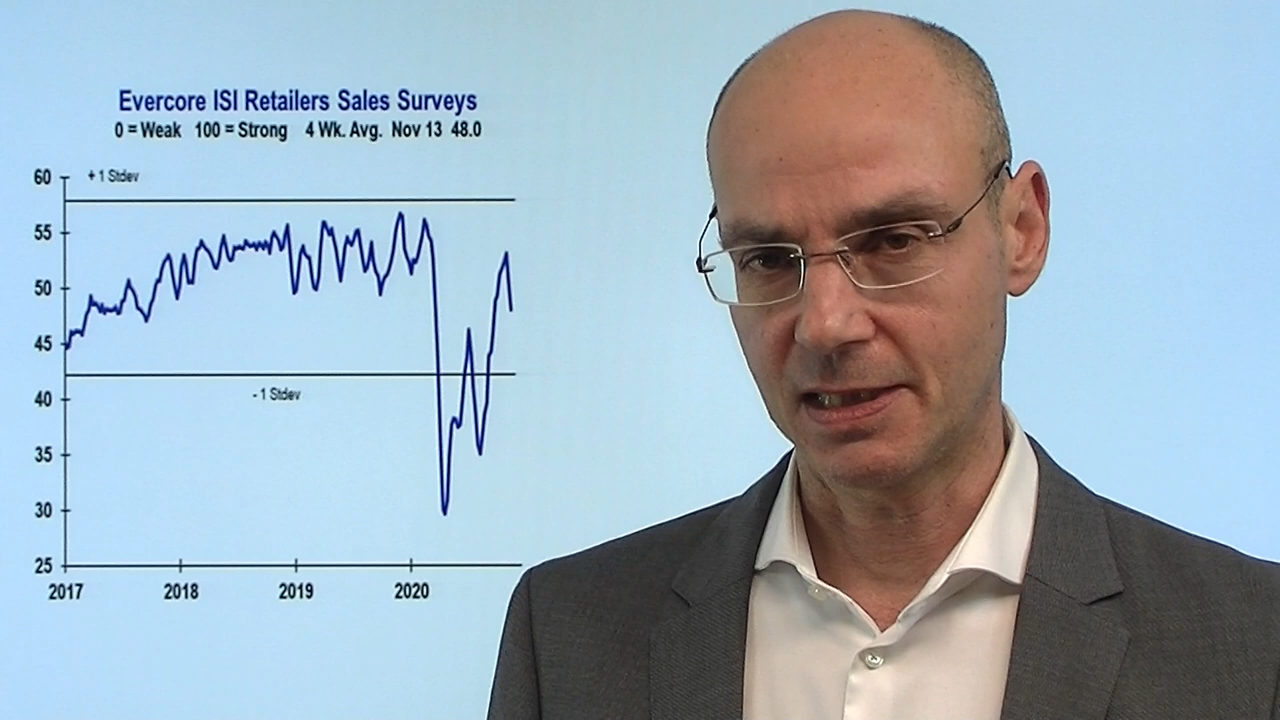 Evercore ISI Retailers Sales Surveys
0 = Weak 100 = Strong 4 Wk. Avg. Nov 13 48.0
60
+ 1 Stdev
55
50
45
- 1 Stdev
40
35
30
25
2017 2018 2019 2020